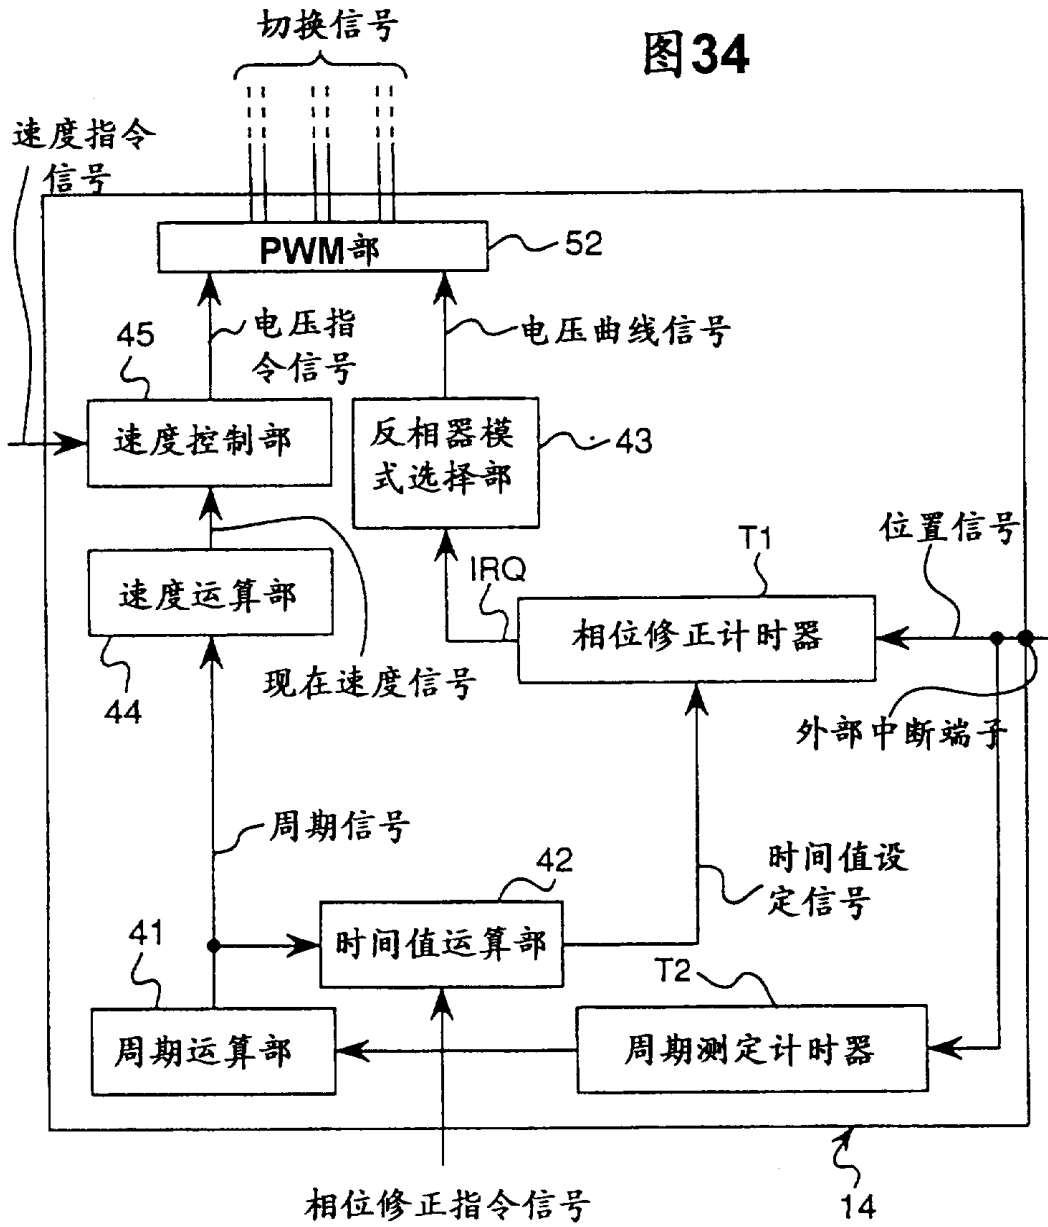 切换信号
图34
速度指令
信号
PWM部
52
电压指
令信号
电压曲线信号
45
速度控制部
反相器模
式选择部
43
位置信号
T1
IRQ
速度运算部
相位修正计时器
44
现在速度信号
外部中断端子
周期信号
时间值设
定信号
42
时间值运算部
41
T2
周期运算部
周期测定计时器
14
相位修正指令信号